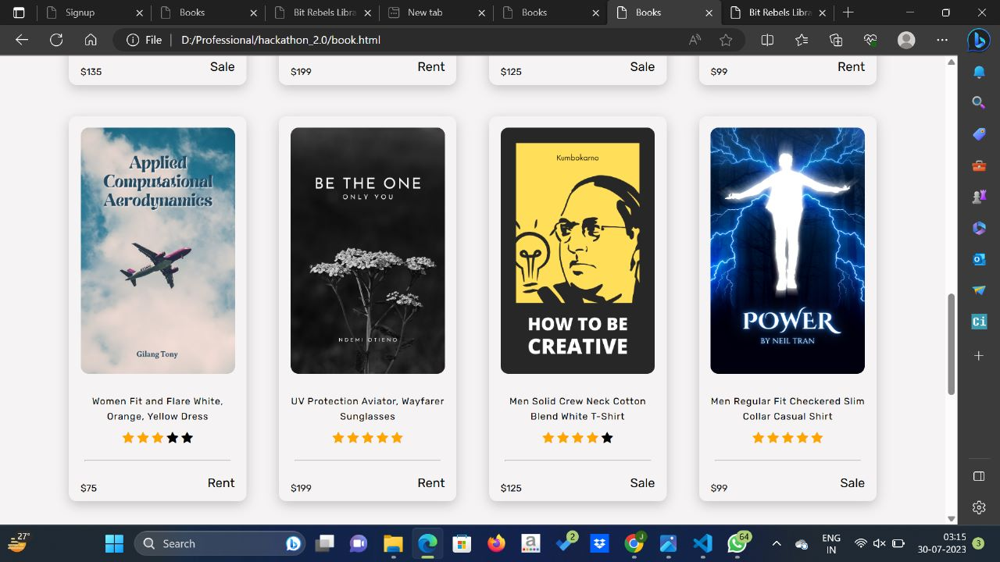 Signup
Books
Bit Rebels Libra
New tab
Books
Books
Bit Rebels Libra
File
D:/Professional/hackathon_2.0/book.html
$135
Sale
$199
Rent
$125
Sale
$99
Rent
Applied
Computational
Aerodynamics
Gilang Tony
Women Fit and Flare White,
Orange, Yellow Dress
$75
Rent
BE THE ONE
ONLY YOU
NDEMI OTIENO
UV Protection Aviator, Wayfarer
Sunglasses
$199
Rent
Kumbokarno
HOW TO BE
CREATIVE
Men Solid Crew Neck Cotton
Blend White T-Shirt
$125
Sale
POWER
BY NEIL TRAN
Men Regular Fit Checkered Slim
Collar Casual Shirt
$99
Sale
Ci
27°
Search
a
2
J
64
ENG
IN
03:15
30-07-2023
3